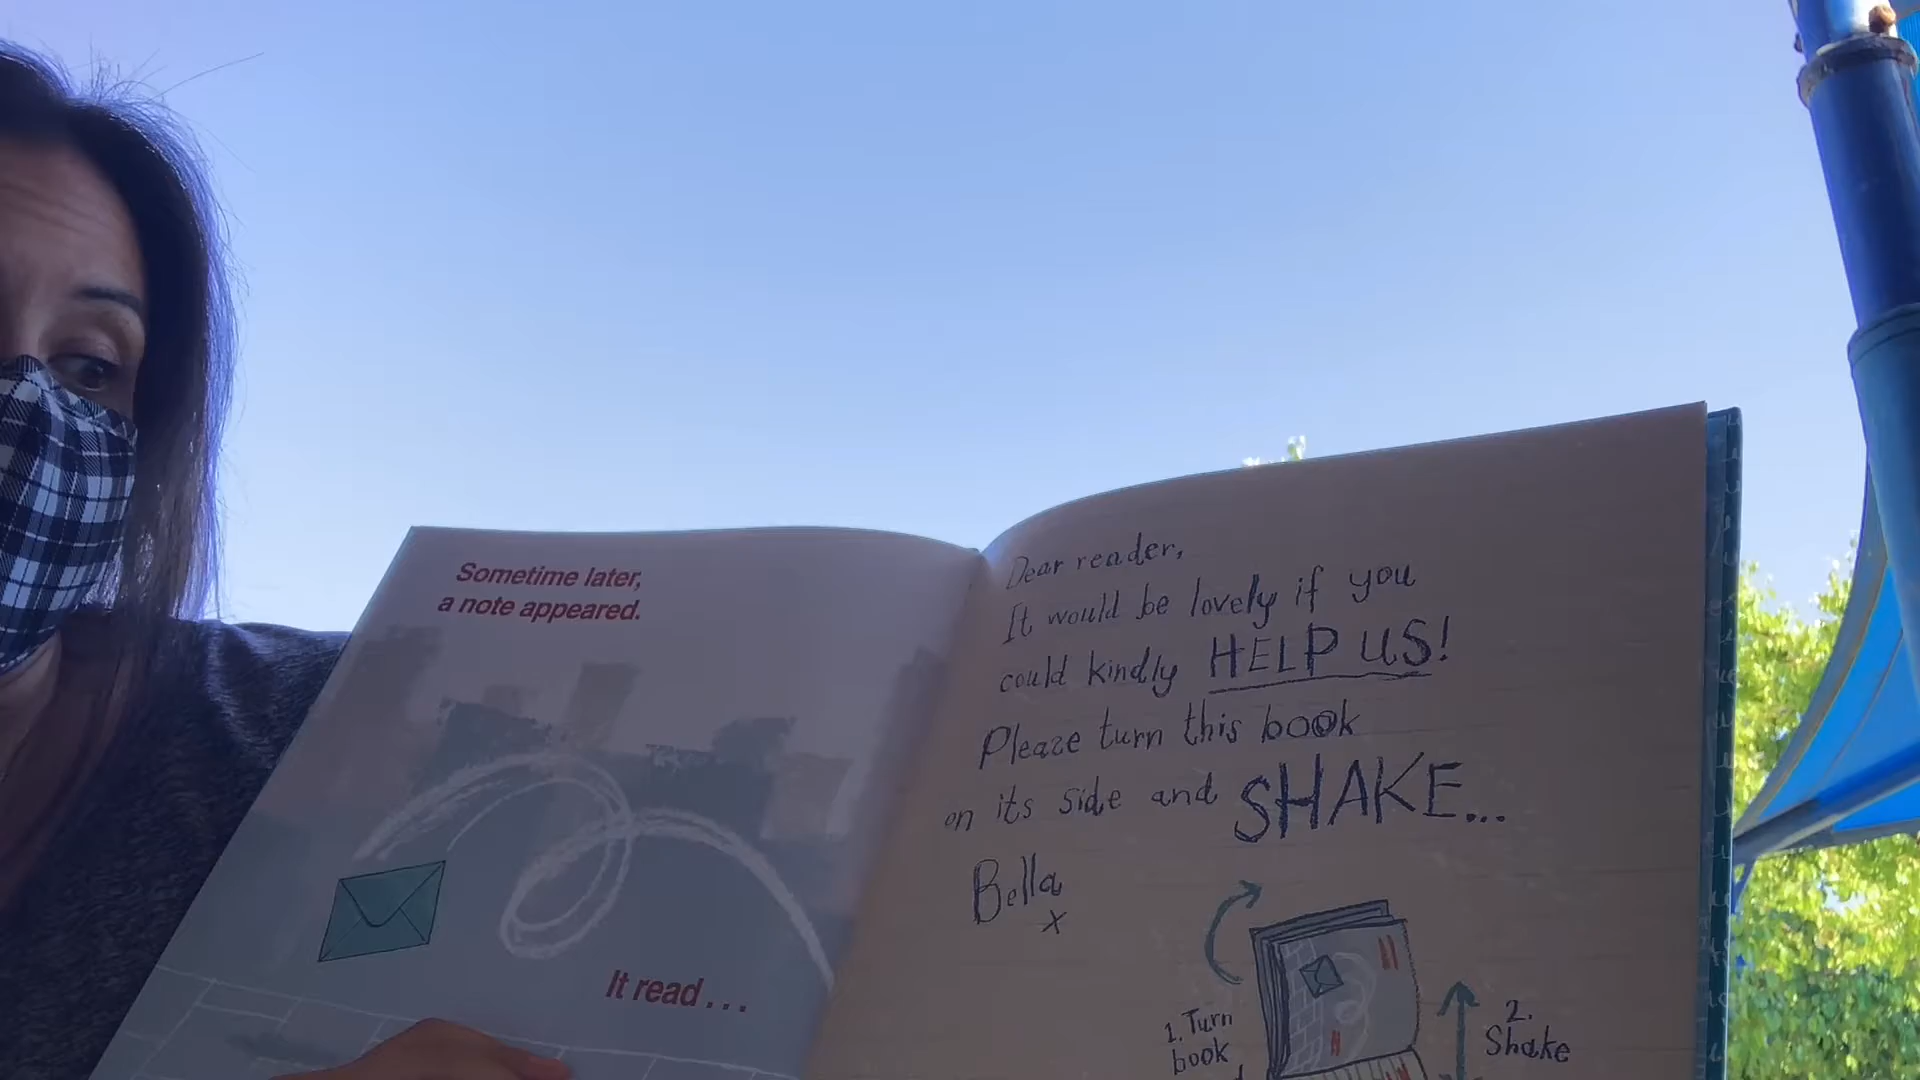 Sometime later,
a note appeared.
It read...
Dear reader,
It would be lovely if you
could kindly HELP US!
Please turn this book
on its side and SHAKE...
Bella
x
1. Turn
book
2.
Shake